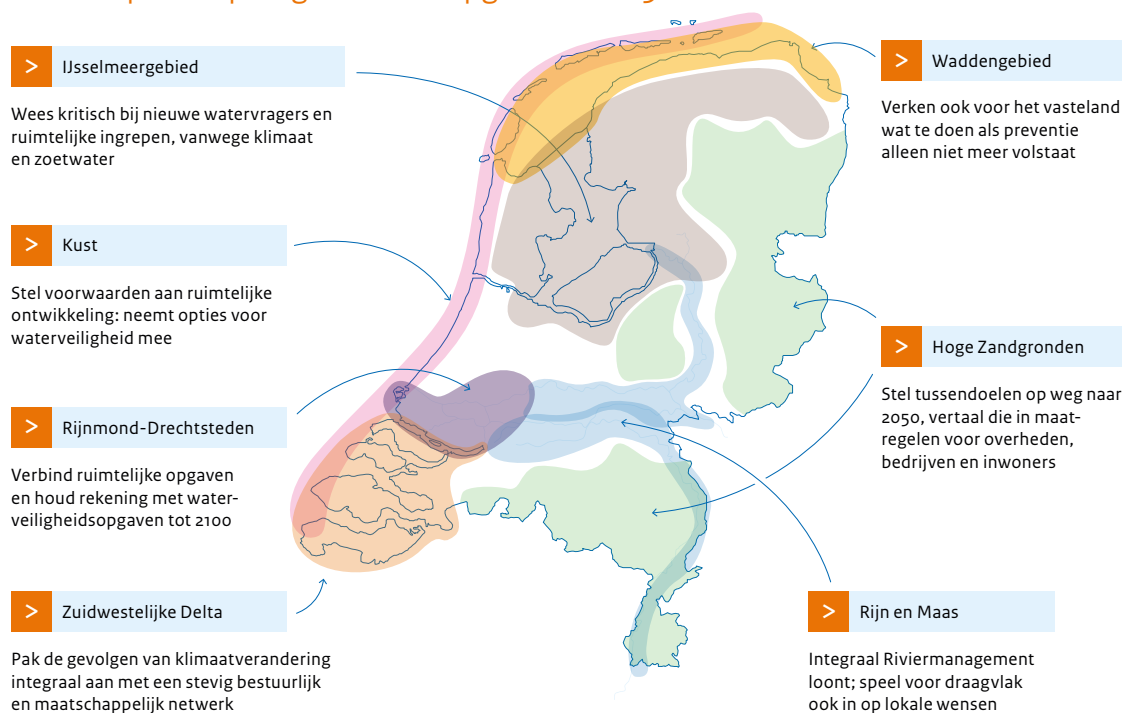 > IJsselmeergebied
Wees kritisch bij nieuwe watervragers en
ruimtelijke ingrepen, vanwege klimaat
en zoetwater
> Kust
Stel voorwaarden aan ruimtelijke
ontwikkeling: neemt opties voor
waterveiligheid mee
> Rijnmond-Drechtsteden
Verbind ruimtelijke opgaven
en houd rekening met water-
veiligheidsopgaven tot 2100
> Zuidwestelijke Delta
Pak de gevolgen van klimaatverandering
integraal aan met een stevig bestuurlijk
en maatschappelijk netwerk
> Waddengebied
Verken ook voor het vasteland
wat te doen als preventie
alleen niet meer volstaat
> Hoge Zandgronden
Stel tussendoelen op weg naar
2050, vertaal die in maat-
regelen voor overheden,
bedrijven en inwoners
> Rijn en Maas
Integraal Riviermanagement
loont; speel voor draagvlak
ook in op lokale wensen